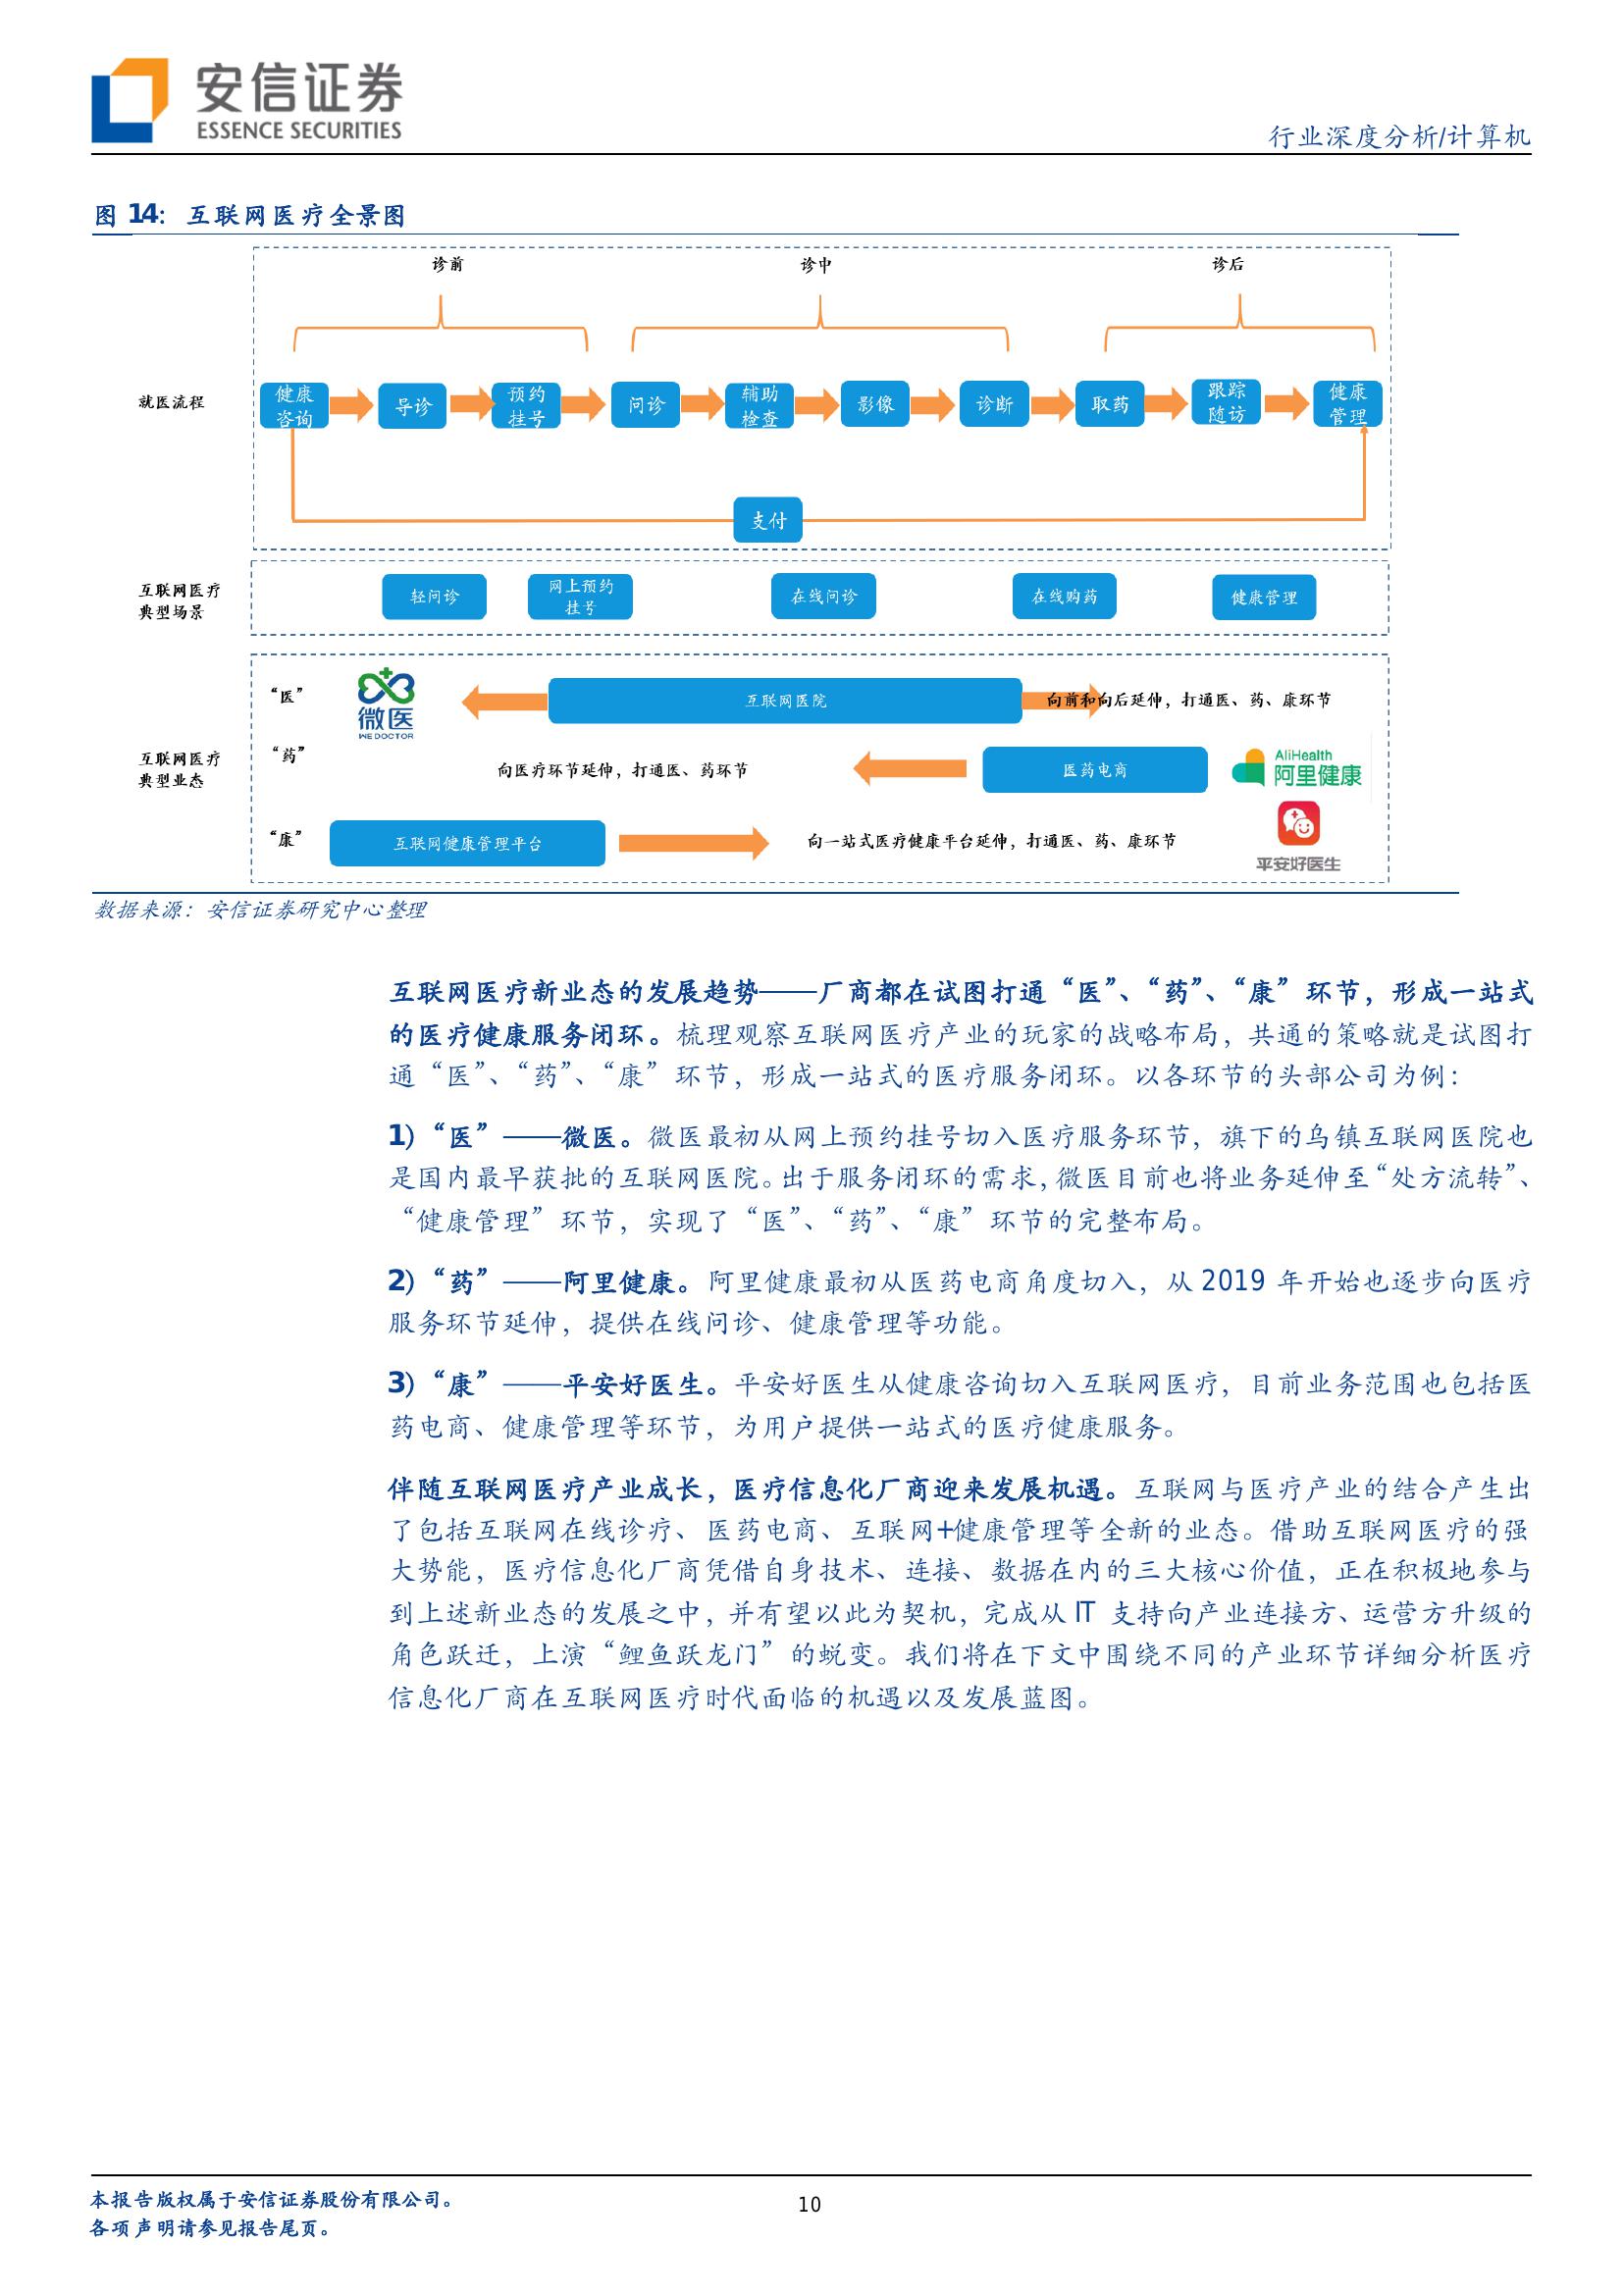 安信证券
ESSENCE SECURITIES
行业深度分析/计算机
图 14：互联网医疗全景图
诊前
诊中
诊后
就医流程
健康
咨询
导诊
预约
挂号
问诊
辅助
检查
影像
诊断
取药
跟踪
随访
健康
管理
支付
互联网医疗
典型场景
轻问诊
网上预约
挂号
在线问诊
在线购药
健康管理
互联网医疗
典型业态
“医”
微医
WE DOCTOR
互联网医院
向前和向后延伸，打通医、药、康环节
“药”
向医疗环节延伸，打通医、药环节
医药电商
AliHealth
阿里健康
“康”
互联网健康管理平台
向一站式医疗健康平台延伸，打通医、药、康环节
平安好医生
数据来源：安信证券研究中心整理
互联网医疗新业态的发展趋势——厂商都在试图打通“医”、“药”、“康”环节，形成一站式
的医疗健康服务闭环。梳理观察互联网医疗产业的玩家的战略布局，共通的策略就是试图打
通“医”、“药”、“康”环节，形成一站式的医疗服务闭环。以各环节的头部公司为例：
1）“医”——微医。微医最初从网上预约挂号切入医疗服务环节，旗下的乌镇互联网医院也
是国内最早获批的互联网医院。出于服务闭环的需求，微医目前也将业务延伸至“处方流转”、
“健康管理”环节，实现了“医”、“药”、“康”环节的完整布局。
2）“药”——阿里健康。阿里健康最初从医药电商角度切入，从 2019 年开始也逐步向医疗
服务环节延伸，提供在线问诊、健康管理等功能。
3）“康”——平安好医生。平安好医生从健康咨询切入互联网医疗，目前业务范围也包括医
药电商、健康管理等环节，为用户提供一站式的医疗健康服务。
伴随互联网医疗产业成长，医疗信息化厂商迎来发展机遇。互联网与医疗产业的结合产生出
了包括互联网在线诊疗、医药电商、互联网+健康管理等全新的业态。借助互联网医疗的强
大势能，医疗信息化厂商凭借自身技术、连接、数据在内的三大核心价值，正在积极地参与
到上述新业态的发展之中，并有望以此为契机，完成从 IT 支持向产业连接方、运营方升级的
角色跃迁，上演“鲤鱼跃龙门”的蜕变。我们将在下文中围绕不同的产业环节详细分析医疗
信息化厂商在互联网医疗时代面临的机遇以及发展蓝图。
本报告版权属于安信证券股份有限公司。
各项声明请参见报告尾页。
10